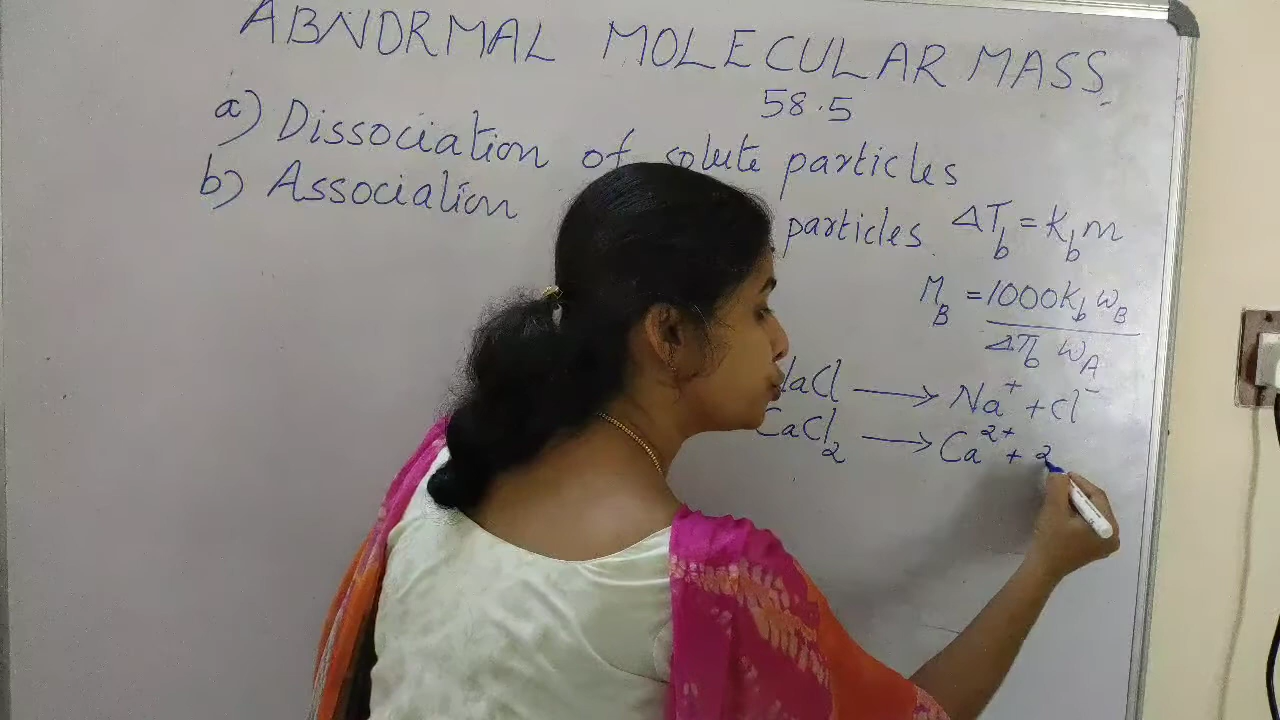 ABNORMAL MOLECULAR MASS
58.5
a) Dissociation of solute particles
b) Association particles.
ΔT_b = K_b m
M_B = 1000 K_b W_B
ΔT_b W_A
NaCl ⟶ Na⁺ + Cl⁻
CaCl₂ ⟶ Ca²⁺ + 2